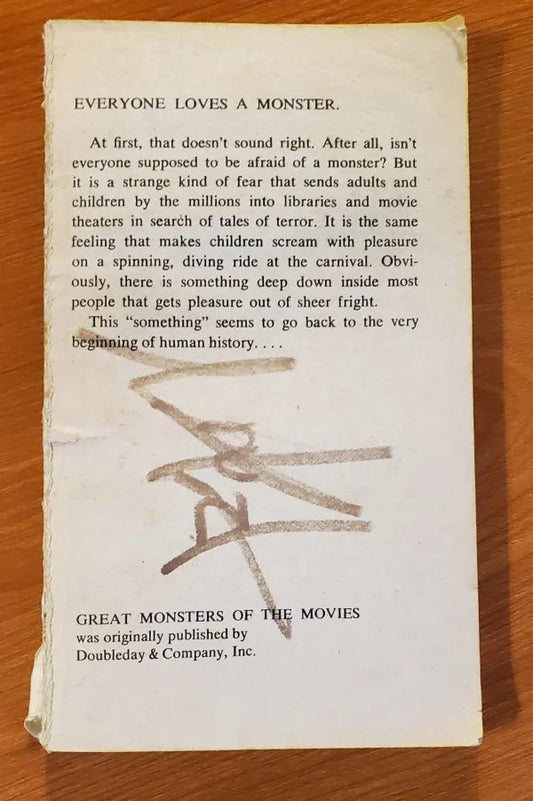 EVERYONE LOVES A MONSTER.
At first, that doesn't sound right. After all, isn't
everyone supposed to be afraid of a monster? But
it is a strange kind of fear that sends adults and
children by the millions into libraries and movie
theaters in search of tales of terror. It is the same
feeling that makes children scream with pleasure
on a spinning, diving ride at the carnival. Obvi-
ously, there is something deep down inside most
people that gets pleasure out of sheer fright.
This "something" seems to go back to the very
beginning of human history. . . .
GREAT MONSTERS OF THE MOVIES
was originally published by
Doubleday & Company, Inc.